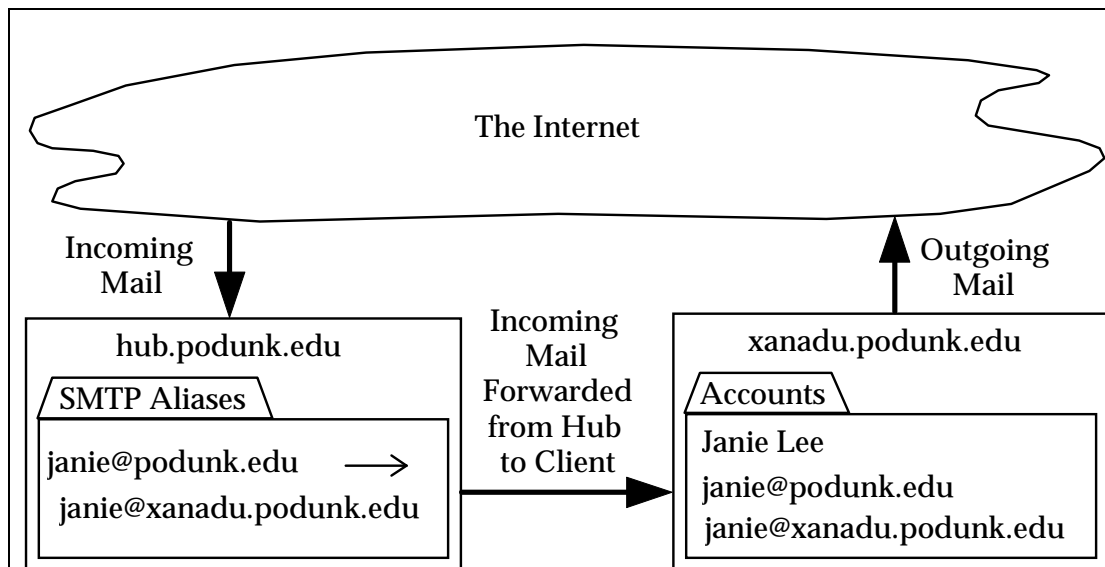 The Internet
Incoming
Mail
Outgoing
Mail
hub.podunk.edu
SMTP Aliases
janie@podunk.edu
janie@xanadu.podunk.edu
Incoming
Mail
Forwarded
from Hub
to Client
xanadu.podunk.edu
Accounts
Janie Lee
janie@podunk.edu
janie@xanadu.podunk.edu